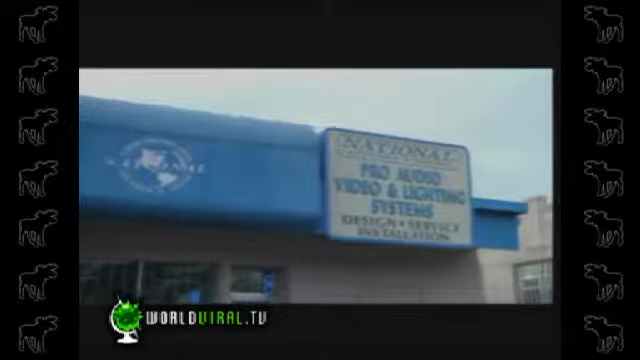 NATIONAL
PRO AUDIO
VIDEO & LIGHTING
SYSTEMS
DESIGN • SERVICE
INSTALLATION
WORLDVIRAL.TV